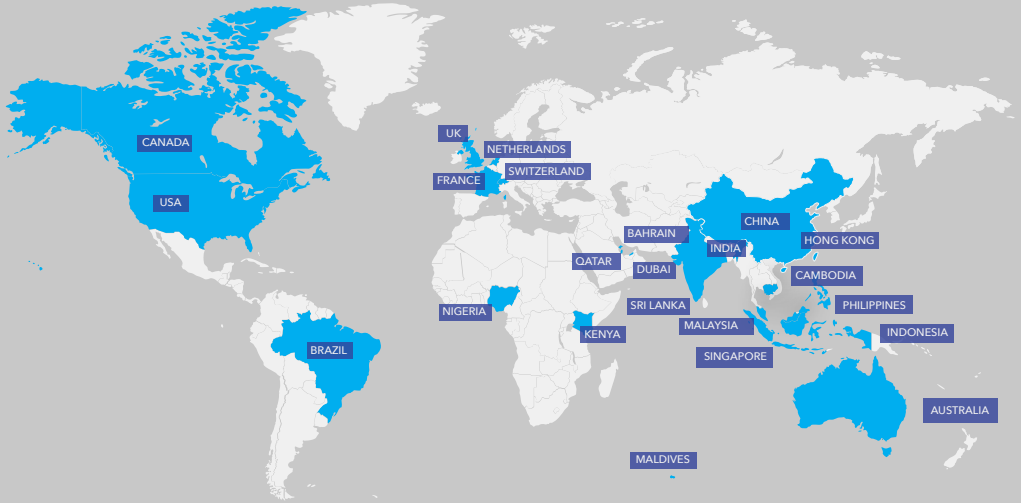 UK
CANADA
NETHERLANDS
SWITZERLAND
FRANCE
USA
CHINA
BAHRAIN
HONG KONG
INDIA
QATAR
DUBAI
CAMBODIA
SRI LANKA
PHILIPPINES
NIGERIA
MALAYSIA
KENYA
INDONESIA
BRAZIL
SINGAPORE
AUSTRALIA
MALDIVES